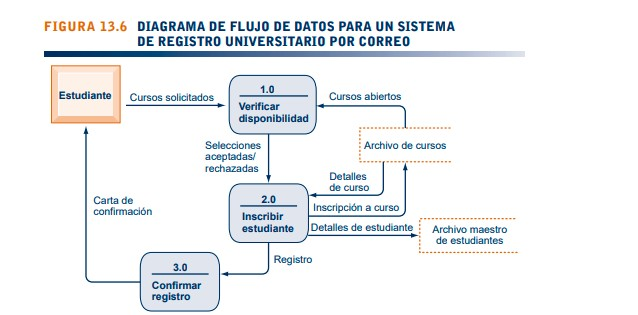 FIGURA 13.6 DIAGRAMA DE FLUJO DE DATOS PARA UN SISTEMA
DE REGISTRO UNIVERSITARIO POR CORREO
Estudiante
Cursos solicitados
1.0
Verificar
disponibilidad
Cursos abiertos
Archivo de cursos
Selecciones
aceptadas/
rechazadas
Detalles
de curso
2.0
Inscribir
estudiante
Inscripción a curso
Detalles de estudiante
Archivo maestro
de estudiantes
Carta de
confirmación
Registro
3.0
Confirmar
registro